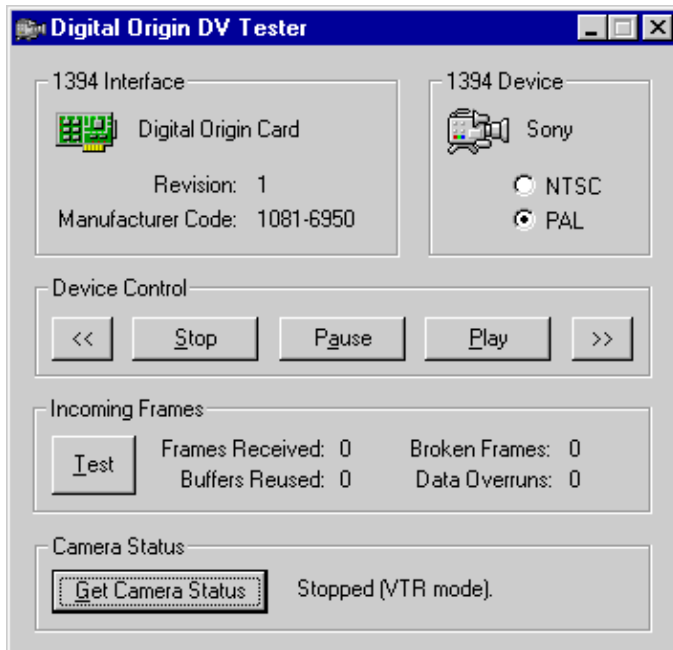 Digital Origin DV Tester
1394 Interface
Digital Origin Card
Revision: 1
Manufacturer Code: 1081-6950
1394 Device
Sony
NTSC
PAL
Device Control
<< Stop Pause Play >>
Incoming Frames
Test
Frames Received: 0 Broken Frames: 0
Buffers Reused: 0 Data Overruns: 0
Camera Status
Get Camera Status Stopped (VTR mode).